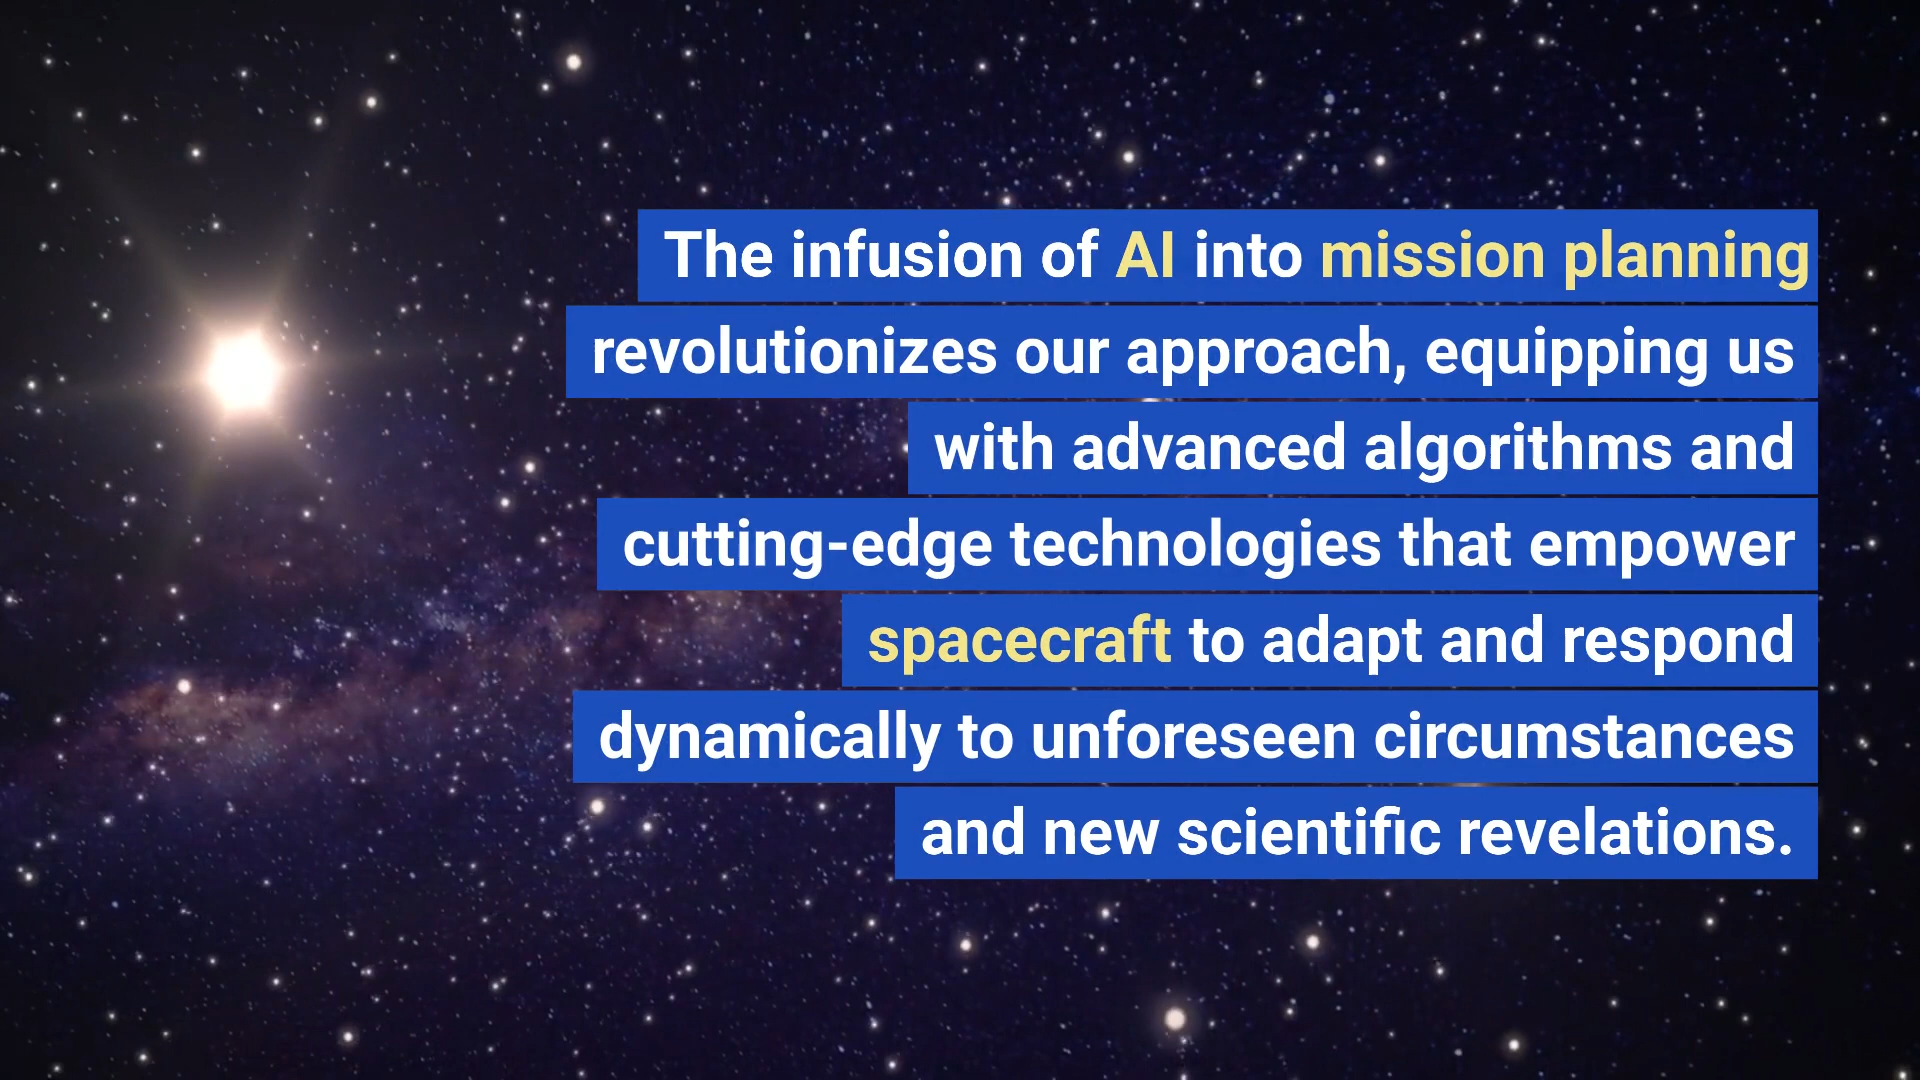 The infusion of AI into mission planning
revolutionizes our approach, equipping us
with advanced algorithms and
cutting-edge technologies that empower
spacecraft to adapt and respond
dynamically to unforeseen circumstances
and new scientific revelations.